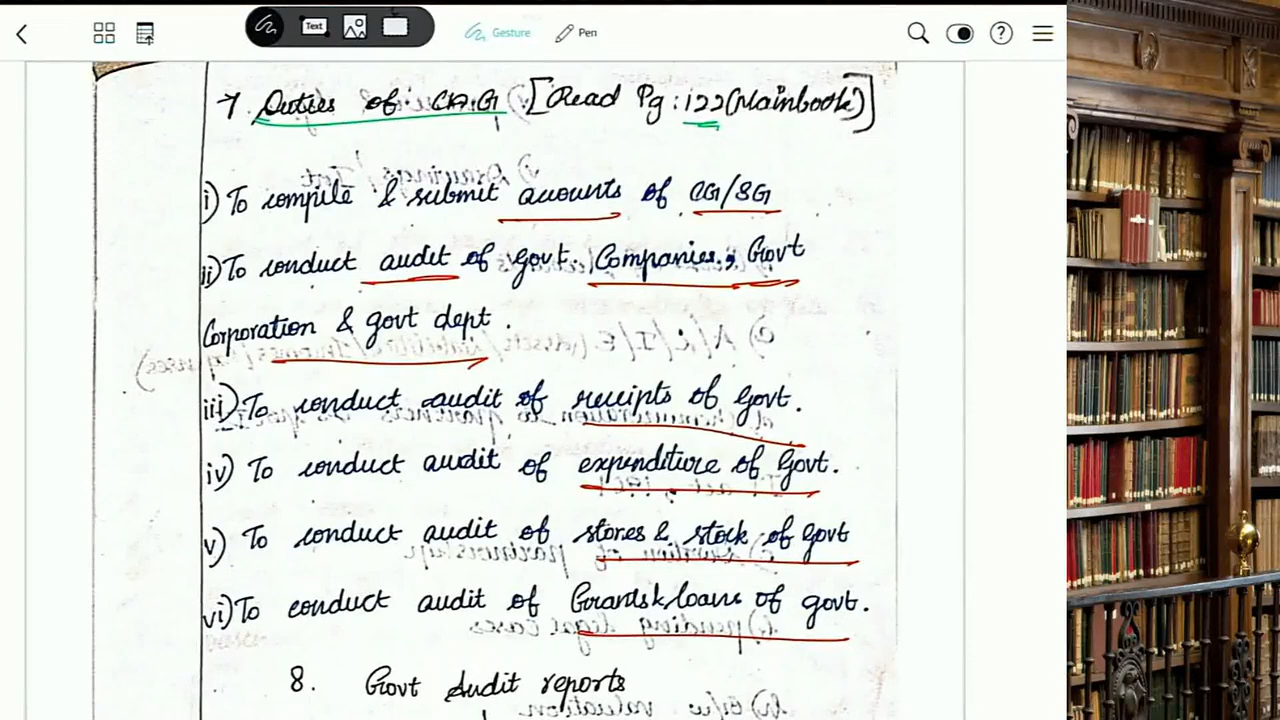 Text
Gesture
Pen
7. Duties of C.A.G. [Read Pg:122(Mainbook)]
i) To compile & submit accounts of CG/SG
ii) To conduct audit of govt. Companies, Govt
Corporation & govt dept.
iii) To conduct audit of receipts of Govt.
iv) To conduct audit of expenditure of Govt.
v) To conduct audit of stores & stock of Govt
vi) To conduct audit of Grants & loans of govt.
8. Govt Audit reports